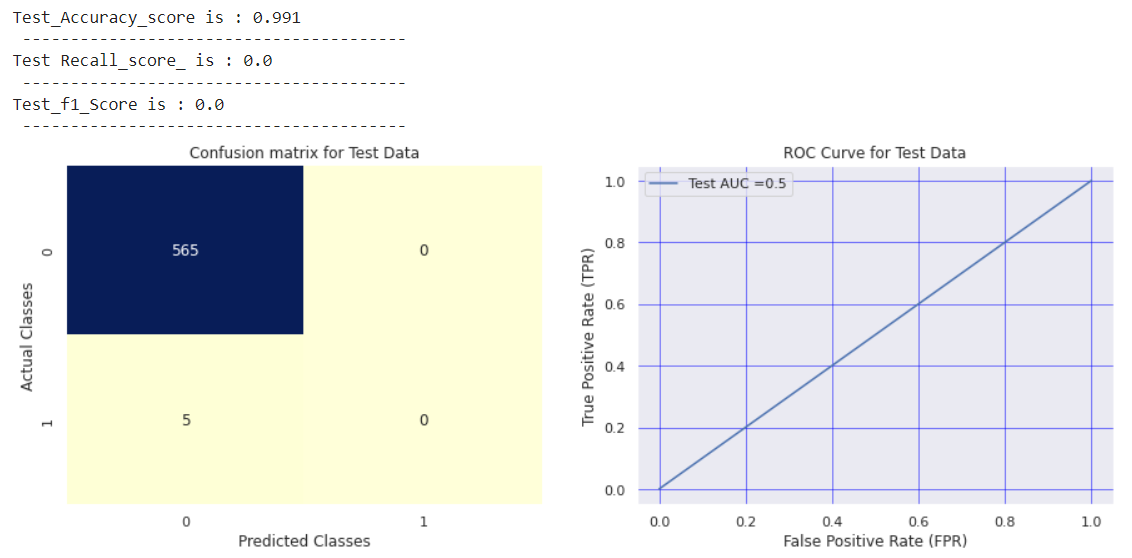 Test_Accuracy_score is : 0.991
---------------------------------------
Test Recall_score_ is : 0.0
---------------------------------------
Test_f1_Score is : 0.0
---------------------------------------
Confusion matrix for Test Data
0
565
0
Actual Classes
1
5
0
0
1
Predicted Classes
ROC Curve for Test Data
Test AUC =0.5
True Positive Rate (TPR)
1.0
0.8
0.6
0.4
0.2
0.0
0.0
0.2
0.4
0.6
0.8
1.0
False Positive Rate (FPR)